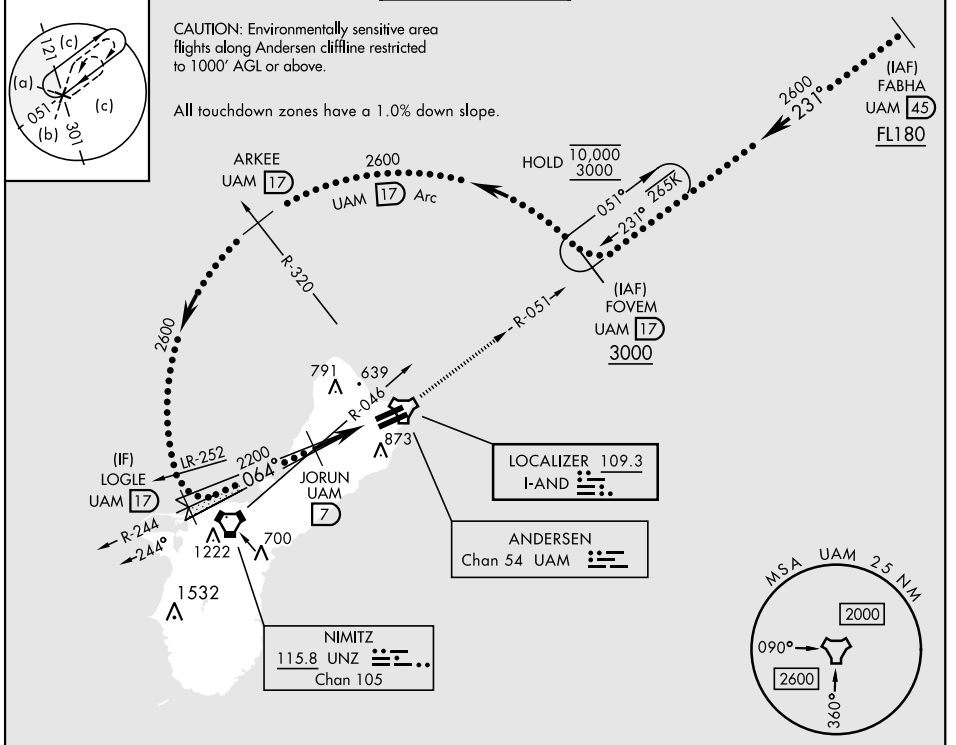 CAUTION: Environmentally sensitive area
flights along Andersen cliffline restricted
to 1000' AGL or above.
All touchdown zones have a 1.0% down slope.
121
(c)
(a)
051
(b)
301
(c)
(IAF)
FABHA
UAM 45
FL180
2600
231°
HOLD 10,000
3000
051°
231° 265K
ARKEE
UAM 17
2600
UAM 17 Arc
R-320
(IAF)
FOVEM
UAM 17
3000
R-051
2600
791
639
R-046
873
(IF)
LOGLE
UAM 17
LR-252
2200
064°
JORUN
UAM
7
R-244
244°
1222
700
1532
LOCALIZER 109.3
I-AND
ANDERSEN
Chan 54 UAM
NIMITZ
115.8 UNZ
Chan 105
MSA UAM 25 NM
2000
090°
2600
360°